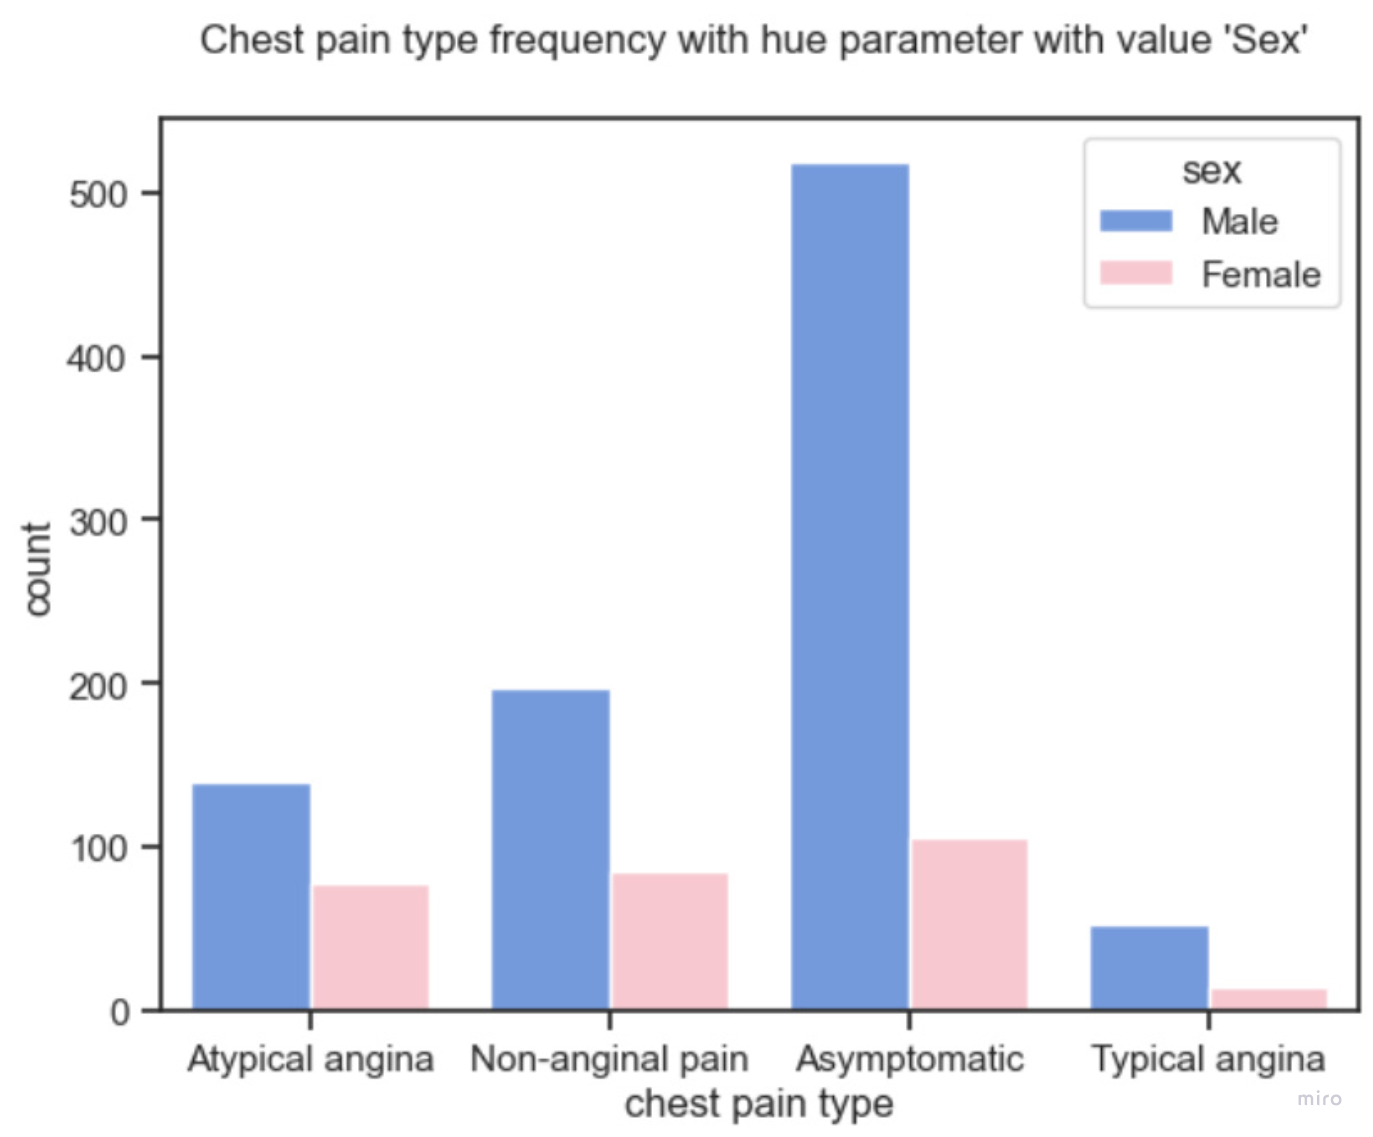 Chest pain type frequency with hue parameter with value 'Sex'
sex
Male
Female
500
400
300
200
100
0
count
Atypical angina Non-anginal pain Asymptomatic Typical angina
chest pain type
miro